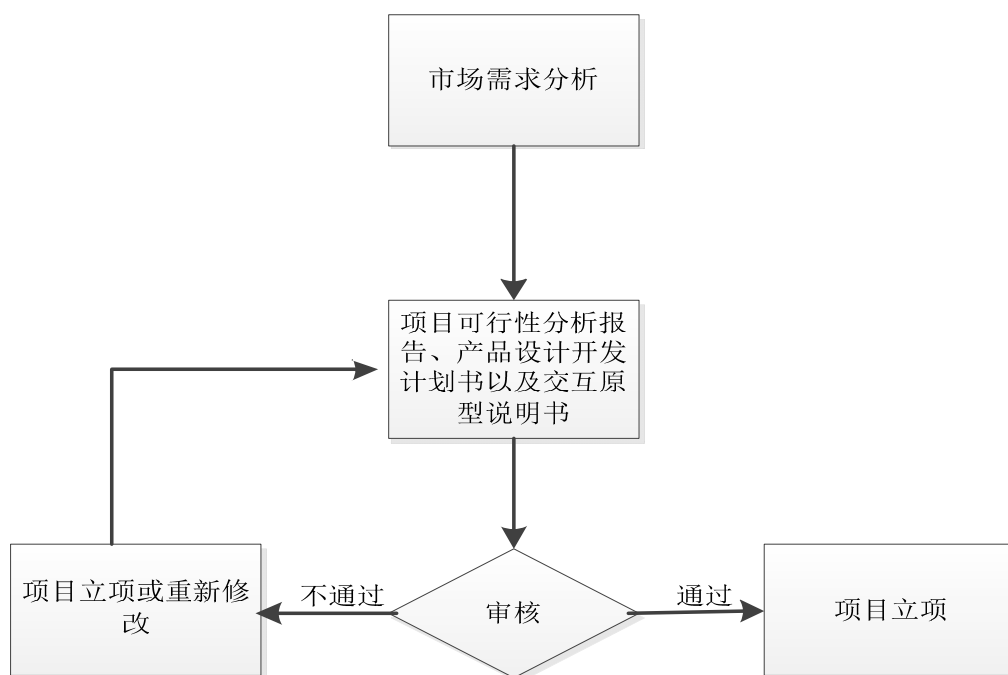 市场需求分析
项目可行性分析报
告、产品设计开发
计划书以及交互原
型说明书
项目立项或重新修
改
不通过
审核
通过
项目立项